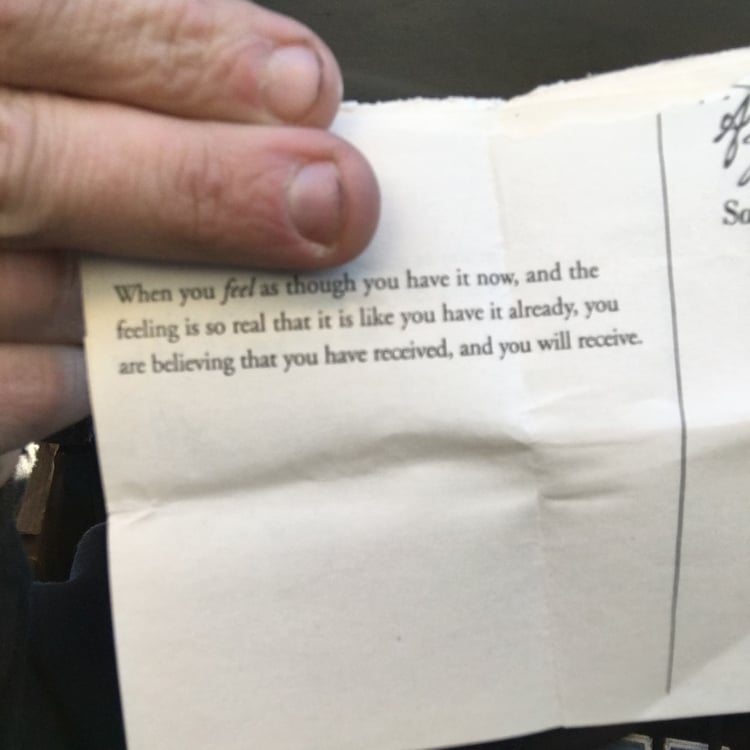 When you feel as though you have it now, and the
feeling is so real that it is like you have it already, you
are believing that you have received, and you will receive.